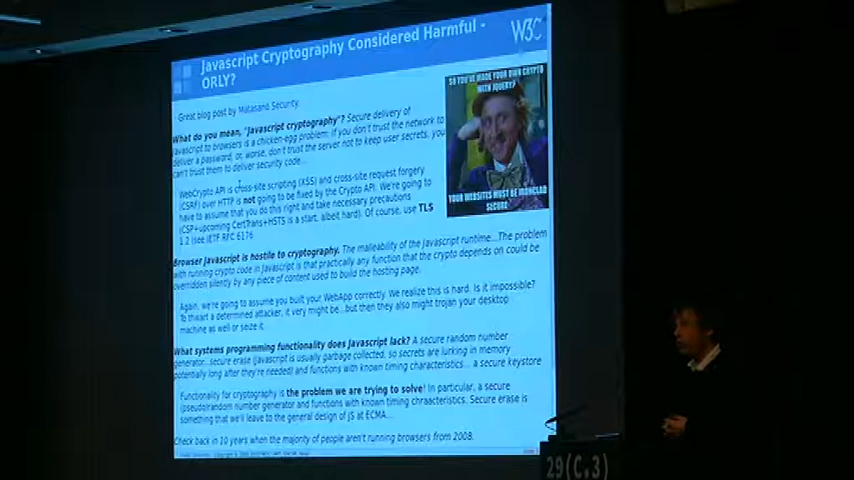 Javascript Cryptography Considered Harmful -
ORLY?
W3C
Great blog post by Matasano Security.
What do you mean, "Javascript cryptography"? Secure delivery of
Javascript to browsers is a chicken-egg problem: if you don't trust the network to
deliver a password, or, worse, don't trust the server not to keep user secrets, you
can't trust them to deliver security code...
WebCrypto API is cross-site scripting (XSS) and cross-site request forgery
(CSRF) over HTTP is not going to be fixed by the Crypto API. We're going to
have to assume that you do this right and take necessary precautions
(CSP+upcoming CertTrans+HSTS is a start, albeit hard). Of course, use TLS
1.2 (see IETF RFC 6176
Browser Javascript is hostile to cryptography. The malleability of the Javascript runtime...The problem
with running crypto code in Javascript is that practically any function that the crypto depends on could be
overridden silently by any piece of content used to build the hosting page.
Again, we're going to assume you built your WebApp correctly. We realize this is hard. Is it impossible?
To thwart a determined attacker, it very might be...but then they also might trojan your desktop
machine as well or seize it.
What systems programming functionality does Javascript lack? A secure random number
generator...secure erase (Javascript is usually garbage collected, so secrets are lurking in memory
potentially long after they're needed) and functions with known timing characteristics... a secure keystore
Functionality for cryptography is the problem we are trying to solve! In particular, a secure
(pseudo)random number generator and functions with known timing chraacteristics. Secure erase is
something that we'll leave to the general design of JS at ECMA...
Check back in 10 years when the majority of people aren't running browsers from 2008.
SO YOU'VE MADE YOUR OWN CRYPTO
WITH JQUERY?
YOUR WEBSITES MUST BE IRONCLAD
SECURE
29(C.3)